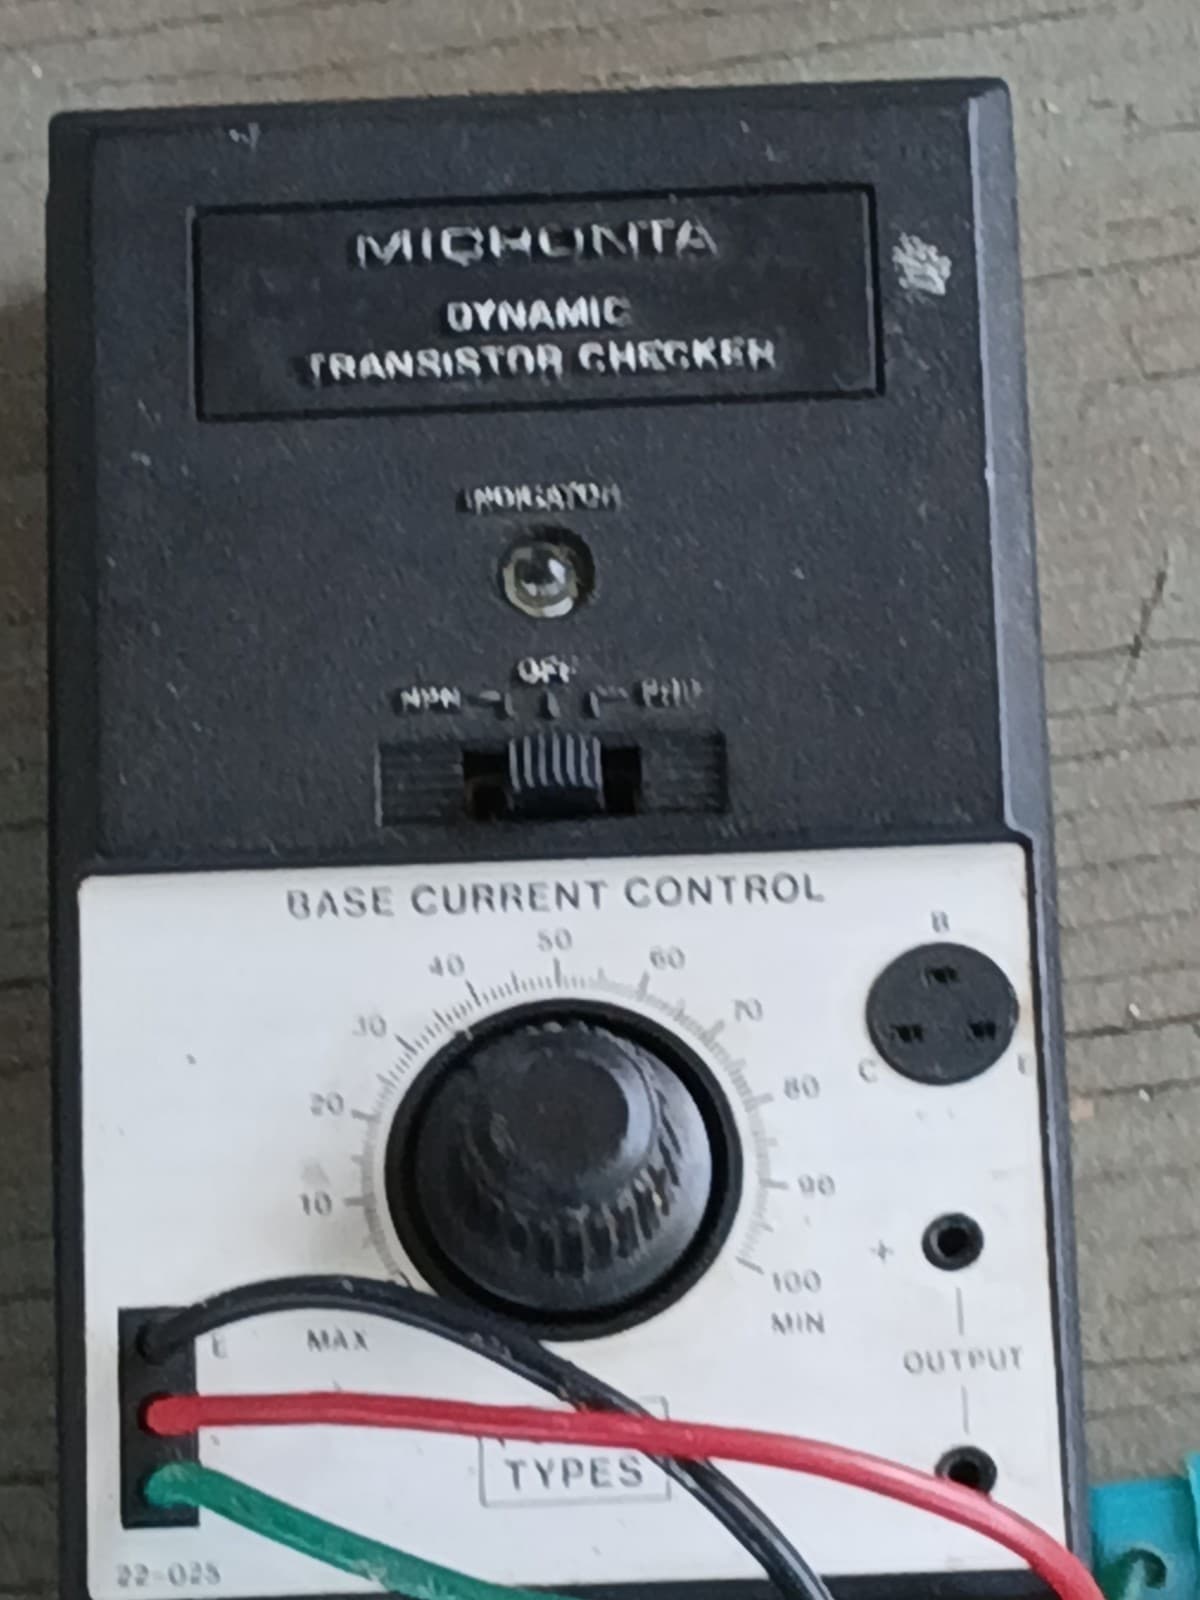 MICRONTA
DYNAMIC
TRANSISTOR CHECKER
INDICATOR
OFF
NPN PNP
BASE CURRENT CONTROL
10 20 30 40 50 60 70 80 90 100
MAX
MIN
B
C E
+
OUTPUT
E
TYPES
22-025